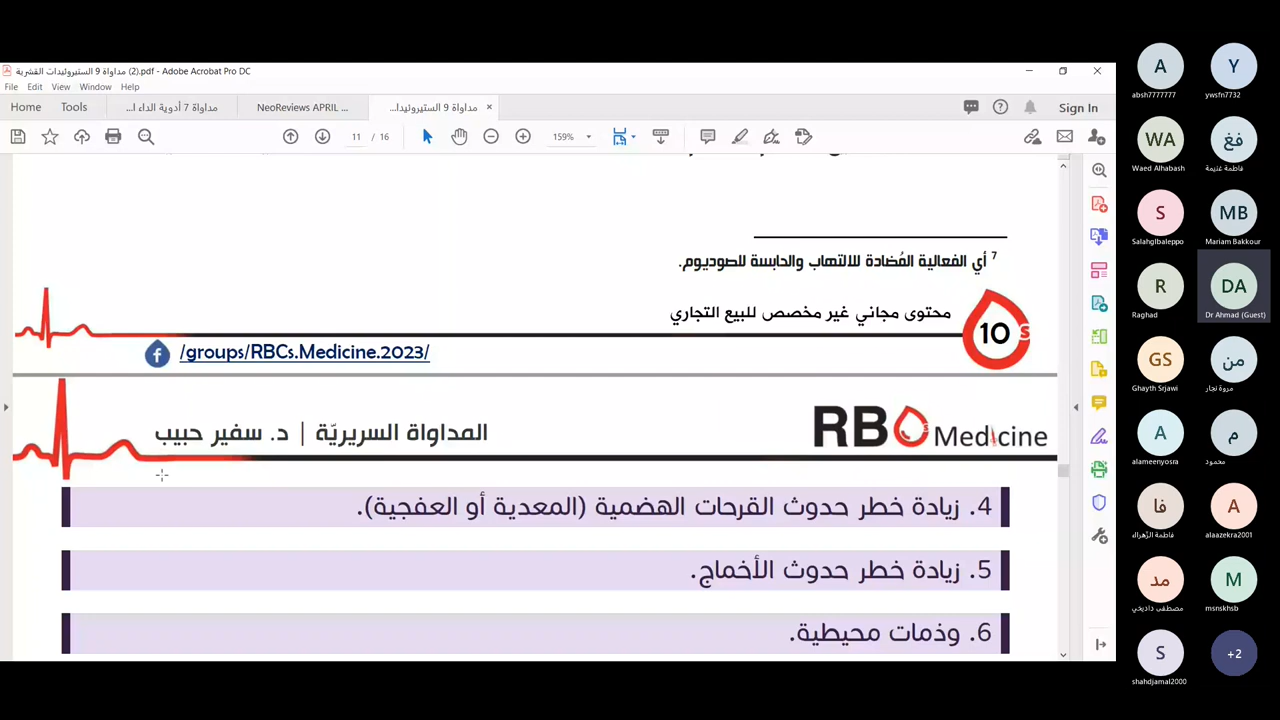 مداواة 9 الستيروئيدات القشرية (2).pdf - Adobe Acrobat Pro DC
File Edit View Window Help
Home Tools
مداواة 7 أدوية الداء ا...
NeoReviews APRIL ...
مداواة 9 الستيروئيدا...
Sign In
11 / 16
159%
7 أي الفعالية المُضادة للالتهاب والحابسة للصوديوم.
محتوى مجاني غير مخصص للبيع التجاري
10
/groups/RBCs.Medicine.2023/
المداواة السريريّة | د. سفير حبيب
RB Medicine
4. زيادة خطر حدوث القرحات الهضمية (المعدية أو العفجية).
5. زيادة خطر حدوث الأخماج.
6. وذمات محيطية.
A
absh7777777
Y
ywsfn7732
WA
Waed Alhabash
فغ
فاطمة غنيمة
S
Salahglbaleppo
MB
Mariam Bakkour
R
Raghad
DA
Dr Ahmad (Guest)
GS
Ghayth Srjawi
من
مروة نجار
A
alameenyosra
م
محمود
فا
فاطمة الزهراء
A
alaazekra2001
مد
مصطفى داديخي
M
msnskhsb
S
shahdjamal2000
+2